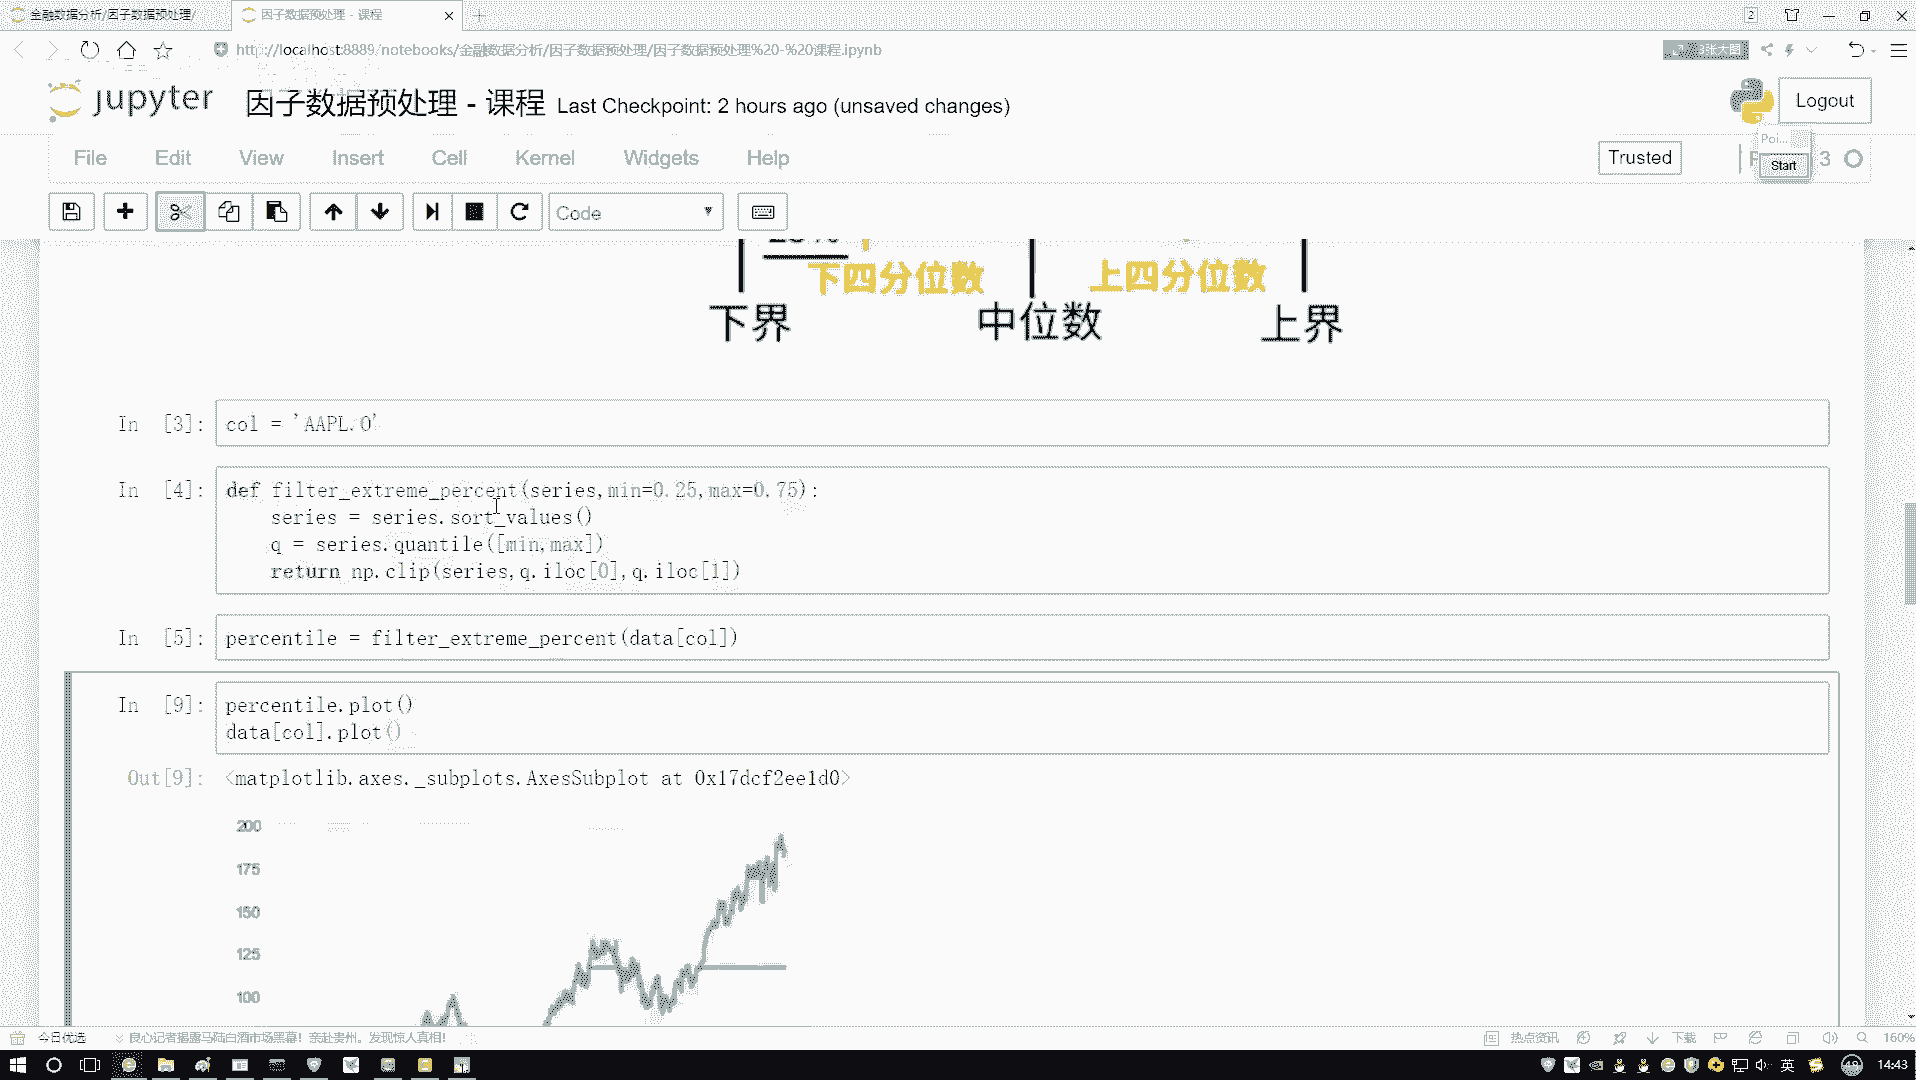 金融数据分析/因子数据预处理/
因子数据预处理 - 课程
2
http://localhost:8889/notebooks/金融数据分析/因子数据预处理/因子数据预处理%20-%20课程.ipynb
3张大图
jupyter
因子数据预处理 - 课程 Last Checkpoint: 2 hours ago (unsaved changes)
Logout
File Edit View Insert Cell Kernel Widgets Help
Trusted
Poi...
Start
3
Code
下四分位数
上四分位数
下界
中位数
上界
In [3]: col = 'AAPL.O'
In [4]: def filter_extreme_percent(series,min=0.25,max=0.75):
series = series.sort_values()
q = series.quantile([min,max])
return np.clip(series,q.iloc[0],q.iloc[1])
In [5]: percentile = filter_extreme_percent(data[col])
In [9]: percentile.plot()
data[col].plot()
Out[9]: <matplotlib.axes._subplots.AxesSubplot at 0x17dcf2ee1d0>
200
175
150
125
100
今日优选
良心记者揭露马陆白酒市场黑幕！亲赴贵州。发现惊人真相！
热点资讯
下载
160%
英
49
14:43